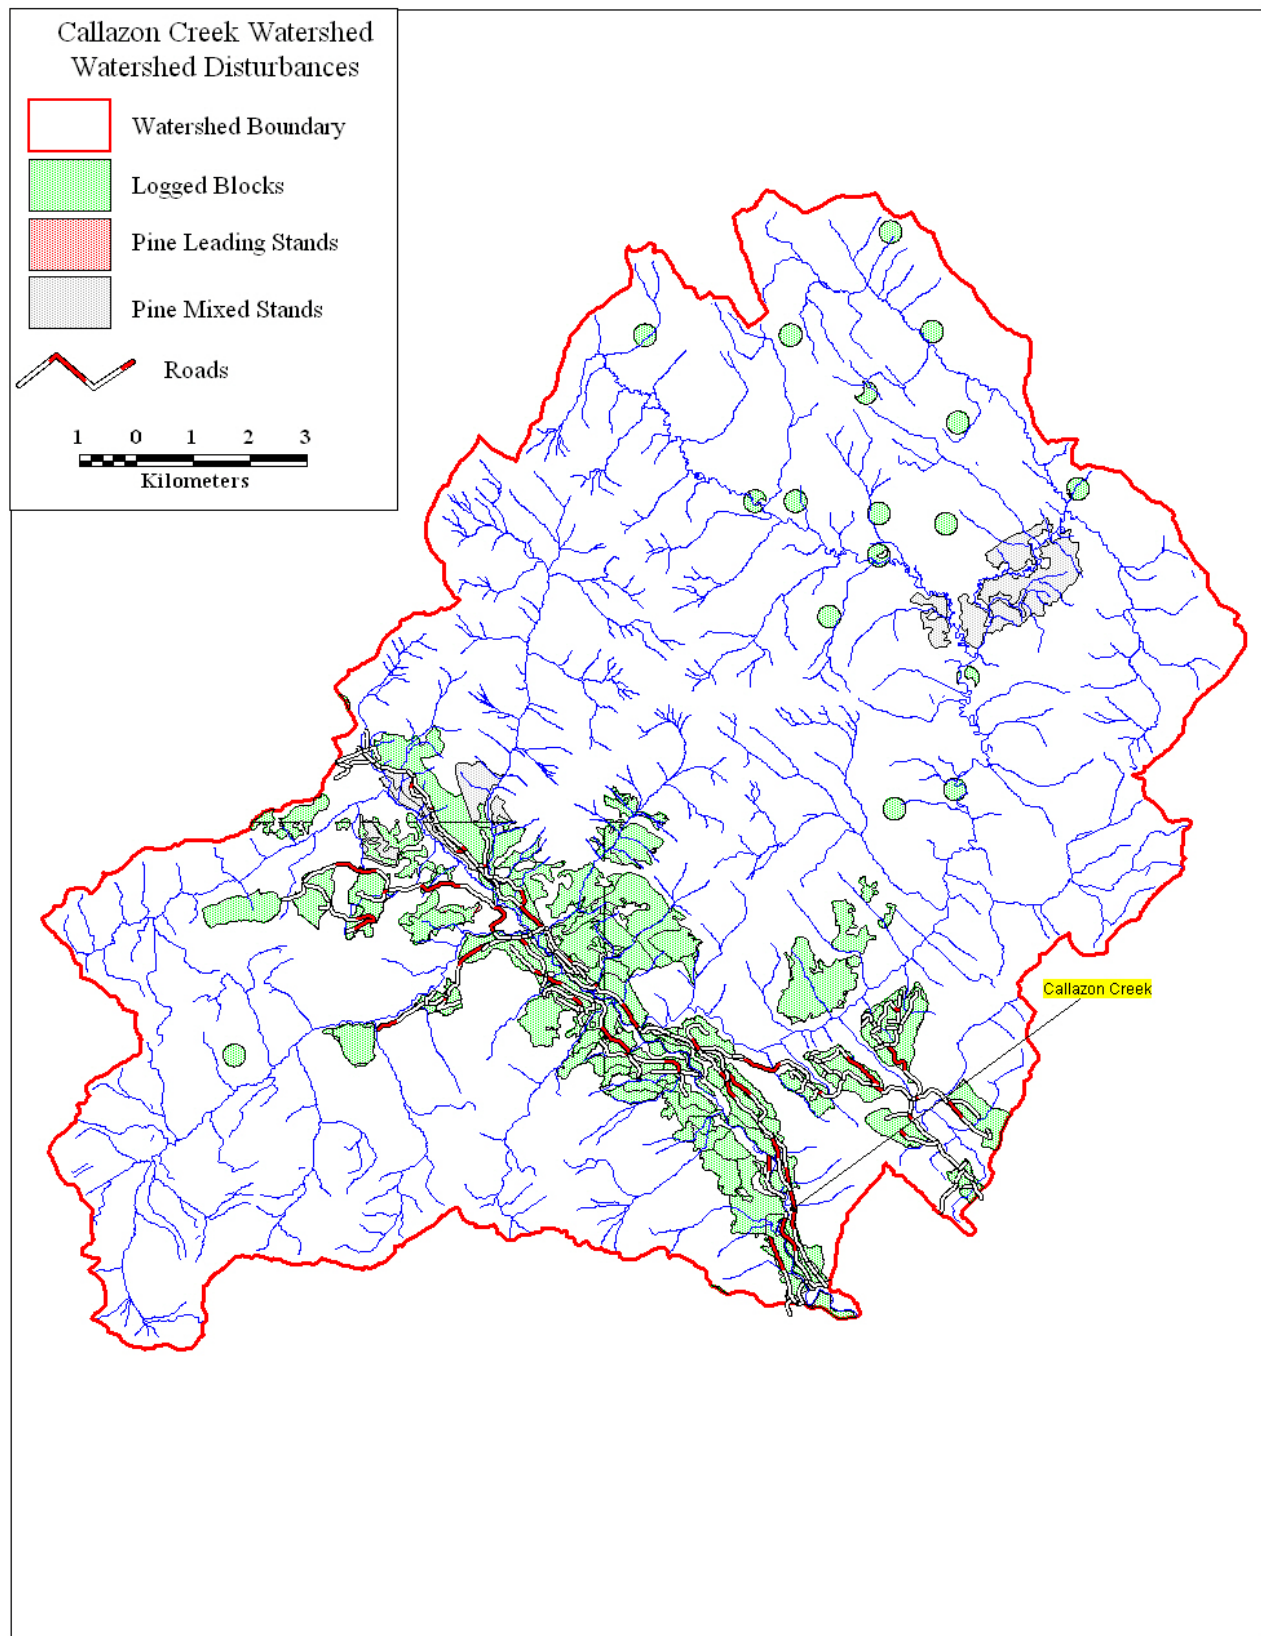 Callazon Creek Watershed
Watershed Disturbances
Watershed Boundary
Logged Blocks
Pine Leading Stands
Pine Mixed Stands
Roads
1 0 1 2 3
Kilometers
Callazon Creek